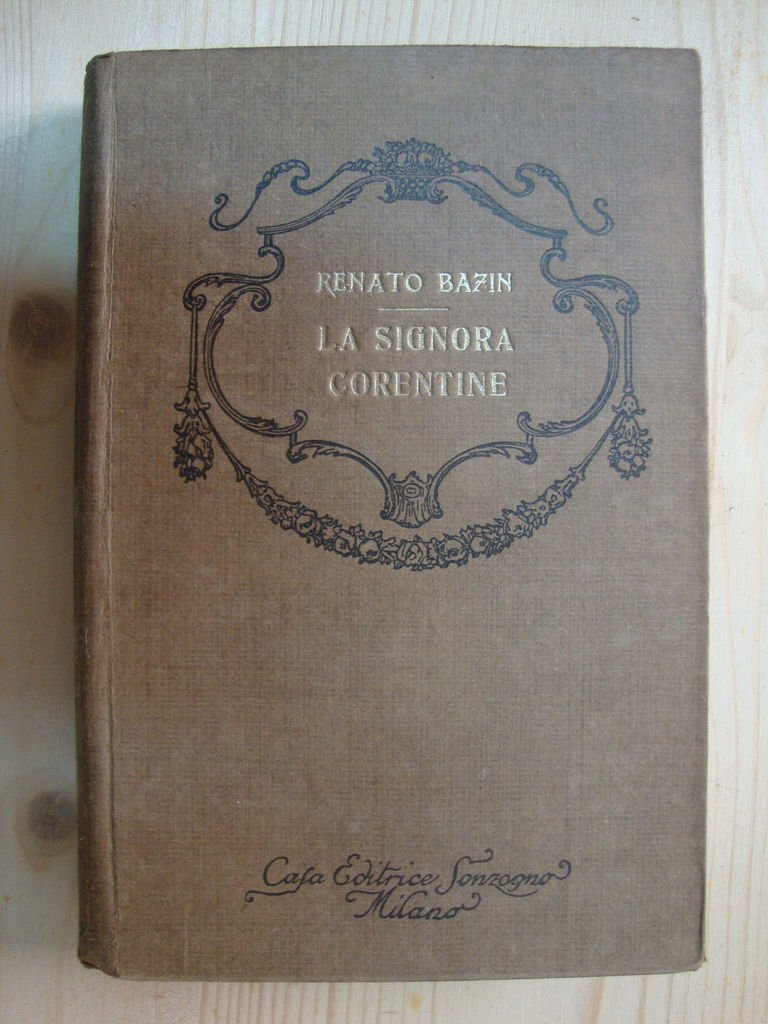 RENATO BAZIN
LA SIGNORA
CORENTINE
Casa Editrice Sonzogno
Milano